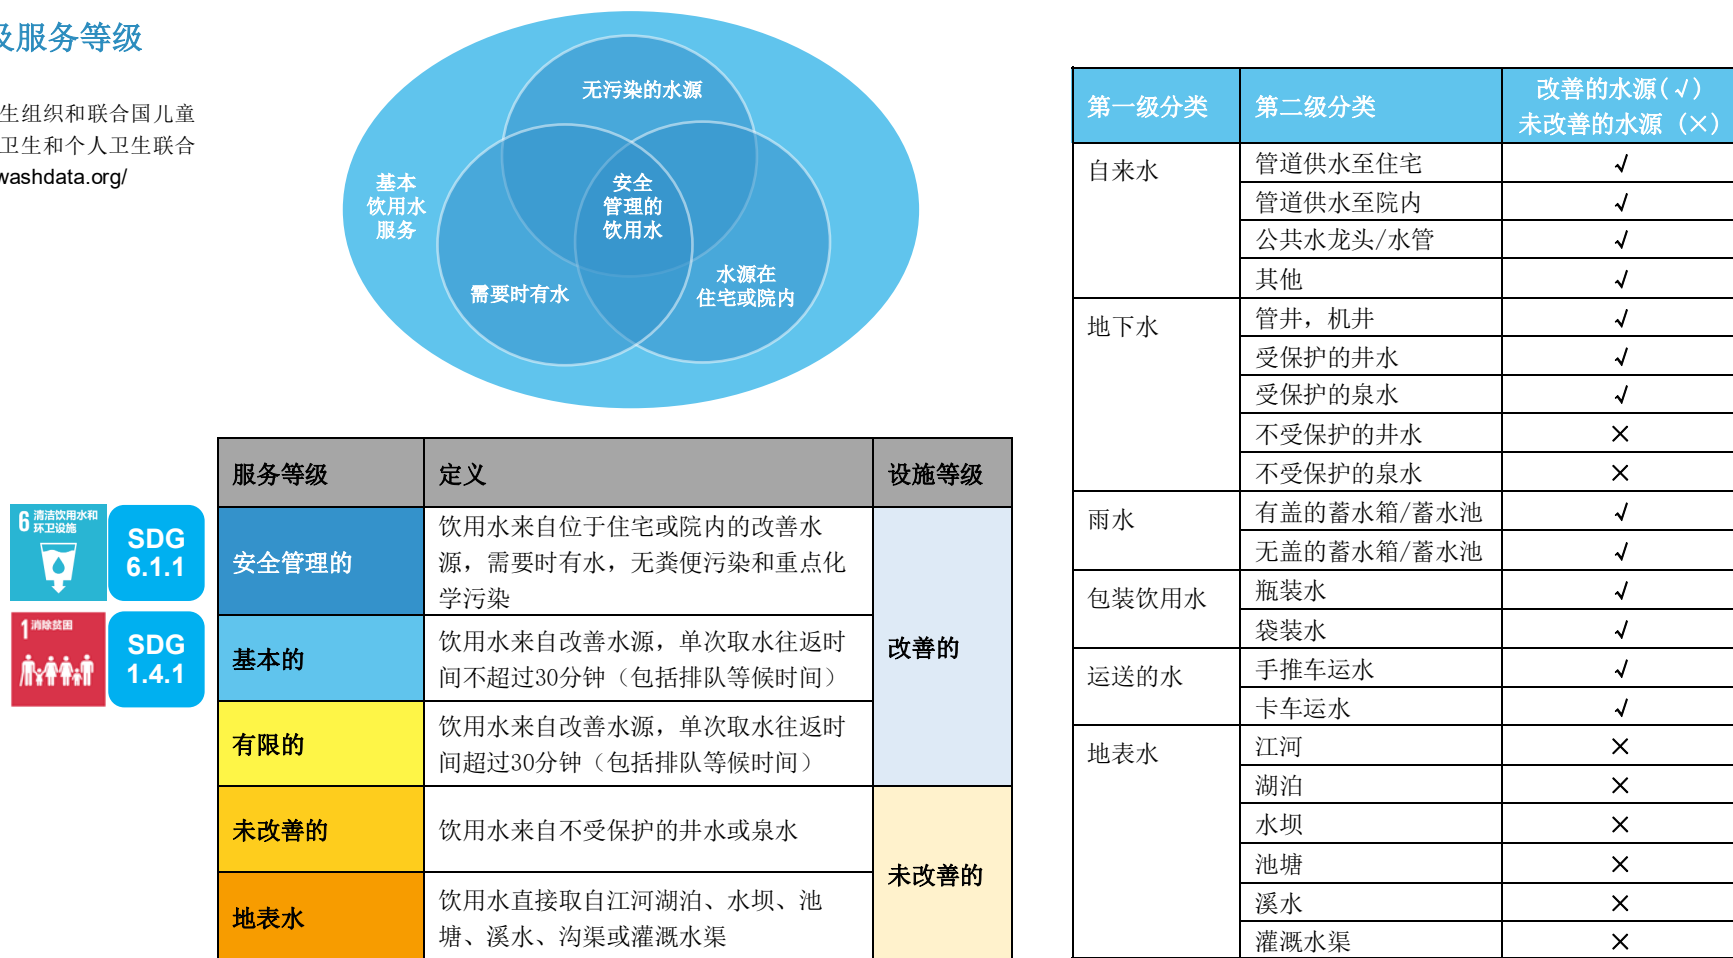 及服务等级
生组织和联合国儿童
卫生和个人卫生联合
washdata.org/
无污染的水源
基本
饮用水
服务
安全
管理的
饮用水
需要时有水
水源在
住宅或院内
服务等级 定义 设施等级
6 清洁饮用水和
环卫设施
SDG
6.1.1
安全管理的
饮用水来自位于住宅或院内的改善水
源，需要时有水，无粪便污染和重点化
学污染
1 消除贫困
SDG
1.4.1
基本的
饮用水来自改善水源，单次取水往返时
间不超过30分钟（包括排队等候时间）
改善的
有限的
饮用水来自改善水源，单次取水往返时
间超过30分钟（包括排队等候时间）
未改善的
饮用水来自不受保护的井水或泉水
未改善的
地表水
饮用水直接取自江河湖泊、水坝、池
塘、溪水、沟渠或灌溉水渠
第一级分类 第二级分类 改善的水源(√)
未改善的水源 (×)
自来水 管道供水至住宅 √
管道供水至院内 √
公共水龙头/水管 √
其他 √
地下水 管井，机井 √
受保护的井水 √
受保护的泉水 √
不受保护的井水 ×
不受保护的泉水 ×
雨水 有盖的蓄水箱/蓄水池 √
无盖的蓄水箱/蓄水池 √
包装饮用水 瓶装水 √
袋装水 √
运送的水 手推车运水 √
卡车运水 √
地表水 江河 ×
湖泊 ×
水坝 ×
池塘 ×
溪水 ×
灌溉水渠 ×